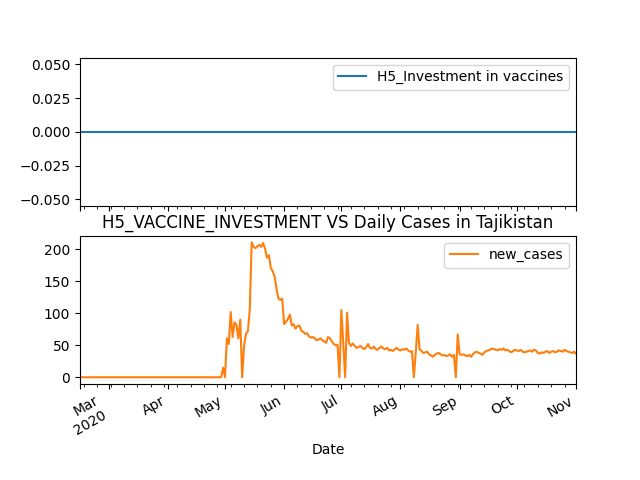 0.050
0.025
0.000
−0.025
−0.050
H5_Investment in vaccines
H5_VACCINE_INVESTMENT VS Daily Cases in Tajikistan
200
150
100
50
0
new_cases
Mar
2020
Apr
May
Jun
Jul
Aug
Sep
Oct
Nov
Date